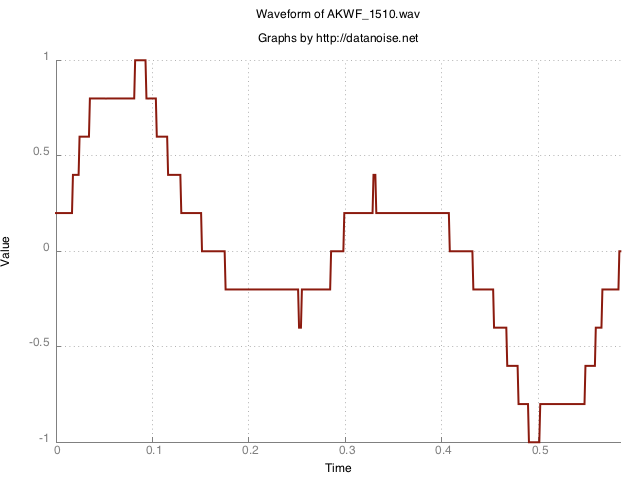 Waveform of AKWF_1510.wav
Graphs by http://datanoise.net
1
0.5
0
-0.5
-1
Value
0 0.1 0.2 0.3 0.4 0.5
Time